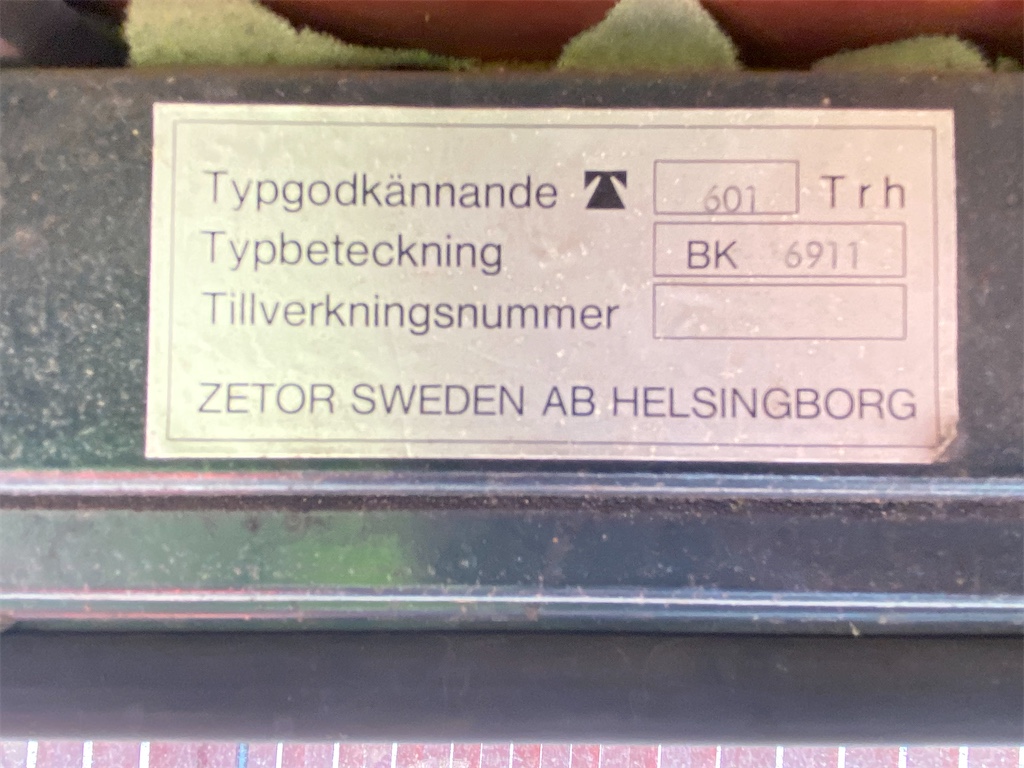 Typgodkännande 601 Trh
Typbeteckning BK 6911
Tillverkningsnummer
ZETOR SWEDEN AB HELSINGBORG